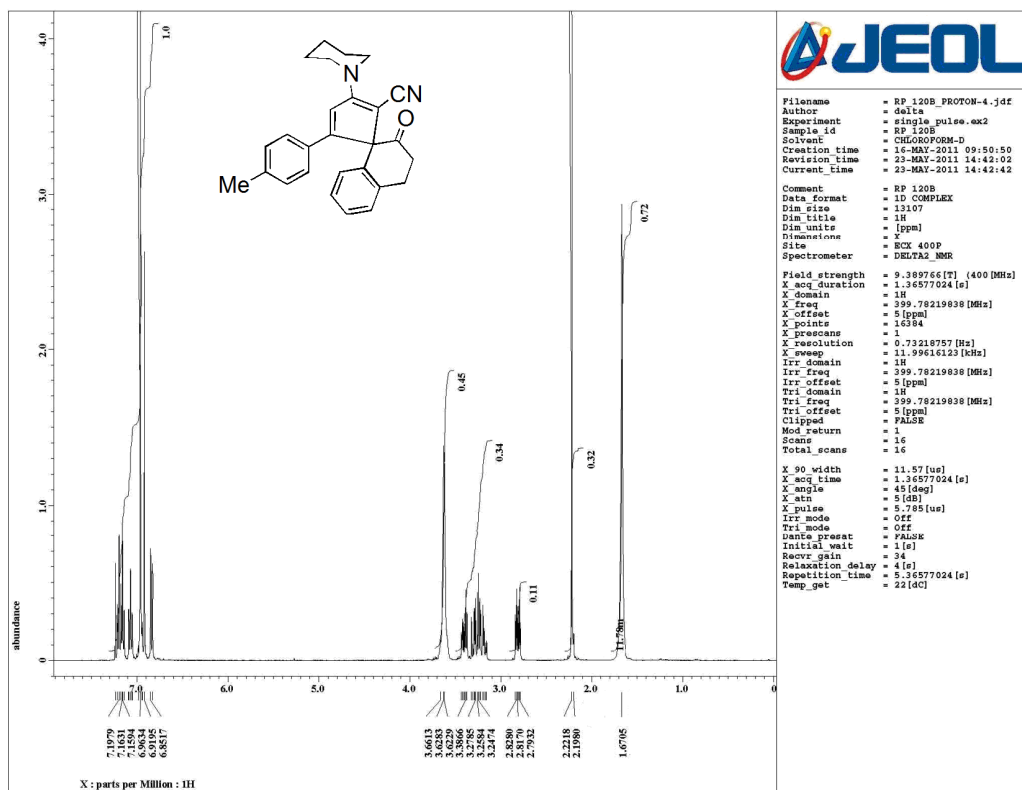 JEOL
Filename = RP_120B_PROTON-4.jdf
Author = delta
Experiment = single_pulse.ex2
Sample_id = RP_120B
Solvent = CHLOROFORM-D
Creation_time = 16-MAY-2011 09:50:50
Revision_time = 23-MAY-2011 14:42:02
Current_time = 23-MAY-2011 14:42:42
Comment = RP 120B
Data_format = 1D COMPLEX
Dim_size = 13107
Dim_title = 1H
Dim_units = [ppm]
Dimensions = X
Site = ECX 400P
Spectrometer = DELTA2_NMR
Field_strength = 9.389766[T] (400[MHz]
X_acq_duration = 1.36577024[s]
X_domain = 1H
X_freq = 399.78219838[MHz]
X_offset = 5[ppm]
X_points = 16384
X_prescans = 1
X_resolution = 0.73218757[Hz]
X_sweep = 11.99616123[kHz]
Irr_domain = 1H
Irr_freq = 399.78219838[MHz]
Irr_offset = 5[ppm]
Tri_domain = 1H
Tri_freq = 399.78219838[MHz]
Tri_offset = 5[ppm]
Clipped = FALSE
Mod_return = 1
Scans = 16
Total_scans = 16
X_90_width = 11.57[us]
X_acq_time = 1.36577024[s]
X_angle = 45[deg]
X_atn = 5[dB]
X_pulse = 5.785[us]
Irr_mode = Off
Tri_mode = Off
Dante_presat = FALSE
Initial_wait = 1[s]
Recvr_gain = 34
Relaxation_delay = 4[s]
Repetition_time = 5.36577024[s]
Temp_get = 22[dC]
N
CN
O
Me
abundance
4.0
3.0
2.0
1.0
0
1.0
0.45
0.34
0.11
0.32
11.78m
0.72
7.0 6.0 5.0 4.0 3.0 2.0 1.0 0
7.1979
7.1631
7.1594
6.9634
6.9195
6.8517
3.6613
3.6283
3.6229
3.3866
3.2785
3.2584
3.2474
2.8280
2.8170
2.7932
2.2218
2.1980
1.6705
X : parts per Million : 1H